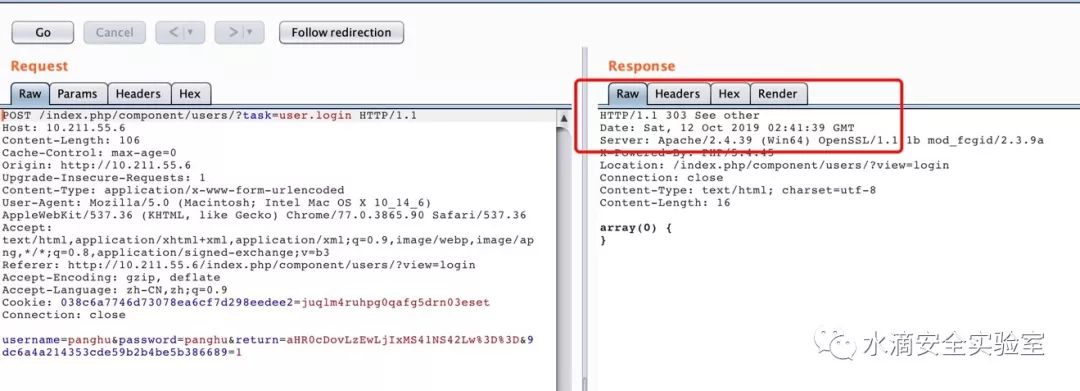 Go
Cancel
<
>
Follow redirection
Request
Raw
Params
Headers
Hex
POST /index.php/component/users/?task=user.login HTTP/1.1
Host: 10.211.55.6
Content-Length: 106
Cache-Control: max-age=0
Origin: http://10.211.55.6
Upgrade-Insecure-Requests: 1
Content-Type: application/x-www-form-urlencoded
User-Agent: Mozilla/5.0 (Macintosh; Intel Mac OS X 10_14_6)
AppleWebKit/537.36 (KHTML, like Gecko) Chrome/77.0.3865.90 Safari/537.36
Accept:
text/html,application/xhtml+xml,application/xml;q=0.9,image/webp,image/ap
ng,*/*;q=0.8,application/signed-exchange;v=b3
Referer: http://10.211.55.6/index.php/component/users/?view=login
Accept-Encoding: gzip, deflate
Accept-Language: zh-CN,zh;q=0.9
Cookie: 038c6a7746d73078ea6cf7d298eedee2=juqlm4ruhpg0qafg5drn03eset
Connection: close
username=panghu&password=panghu&return=aHR0cDovLzEwLjIxMS41NS42Lw%3D%3D&9
dc6a4a214353cde59b2b4be5b386689=1
Response
Raw
Headers
Hex
Render
HTTP/1.1 303 See other
Date: Sat, 12 Oct 2019 02:41:39 GMT
Server: Apache/2.4.39 (Win64) OpenSSL/1.1.1b mod_fcgid/2.3.9a
X-Powered-By: PHP/5.4.45
Location: /index.php/component/users/?view=login
Connection: close
Content-Type: text/html; charset=utf-8
Content-Length: 16
array(0) {
}
水滴安全实验室